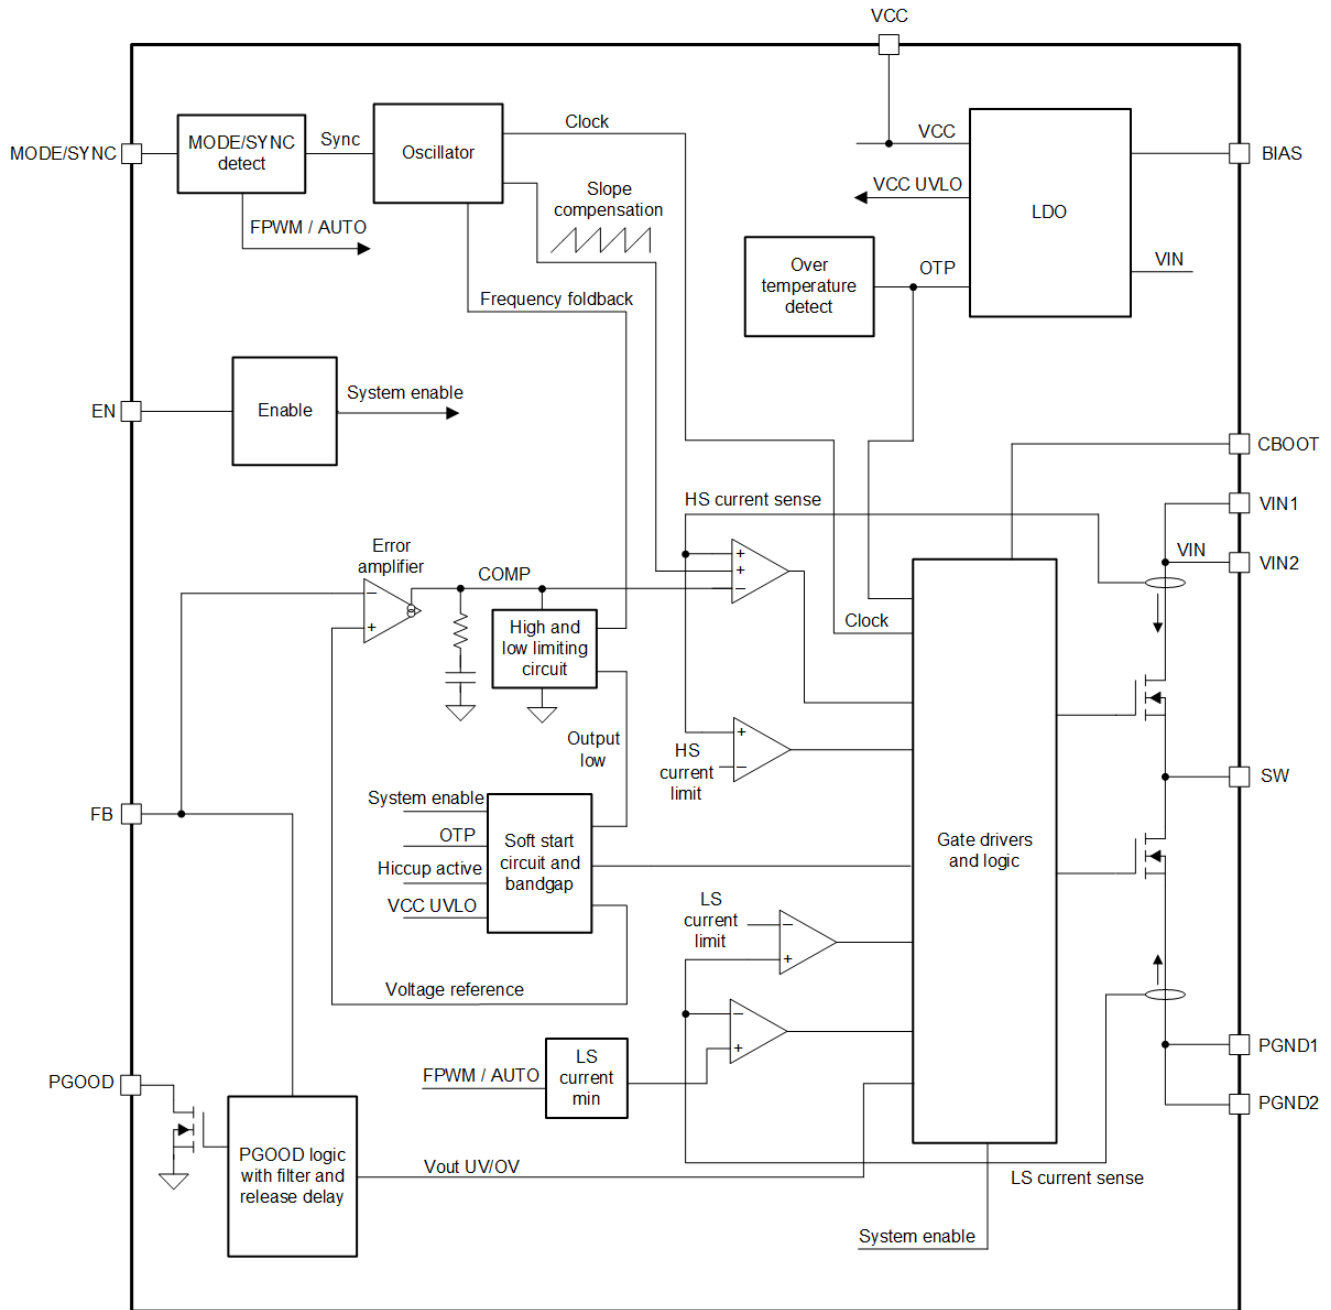 VCC
MODE/SYNC
MODE/SYNC
detect
Sync
Oscillator
Clock
VCC
LDO
BIAS
VCC UVLO
Slope
compensation
FPWM / AUTO
Over
temperature
detect
OTP
VIN
Frequency foldback
EN
Enable
System enable
CBOOT
HS current sense
VIN1
Error
amplifier
VIN
VIN2
COMP
High and
low limiting
circuit
Clock
Output
low
HS
current
limit
SW
FB
System enable
OTP
Hiccup active
VCC UVLO
Soft start
circuit and
bandgap
Gate drivers
and logic
LS
current
limit
Voltage reference
PGOOD
FPWM / AUTO
LS
current
min
PGND1
PGND2
PGOOD logic
with filter and
release delay
Vout UV/OV
LS current sense
System enable
+
+
−
−
+
+
−
−
+
−
+